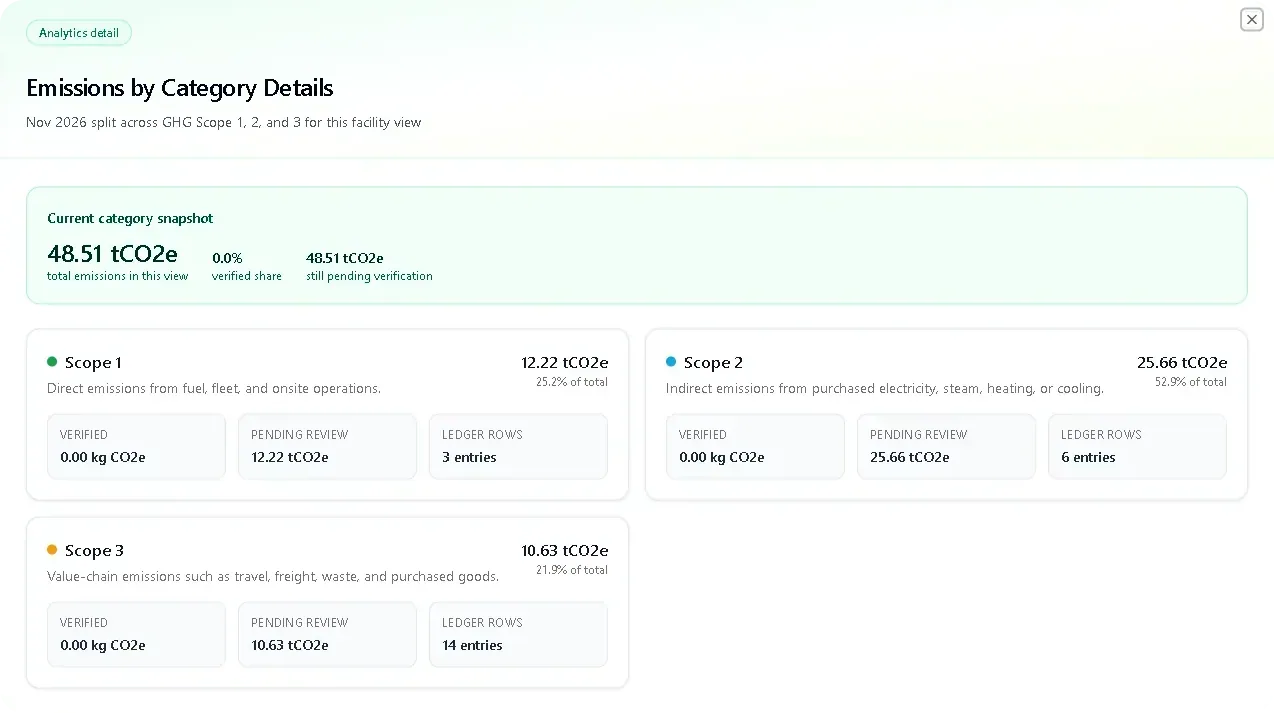 Analytics detail
Emissions by Category Details
Nov 2026 split across GHG Scope 1, 2, and 3 for this facility view
Current category snapshot
48.51 tCO2e
total emissions in this view
0.0%
verified share
48.51 tCO2e
still pending verification
Scope 1
12.22 tCO2e
Direct emissions from fuel, fleet, and onsite operations.
25.2% of total
VERIFIED
0.00 kg CO2e
PENDING REVIEW
12.22 tCO2e
LEDGER ROWS
3 entries
Scope 2
25.66 tCO2e
Indirect emissions from purchased electricity, steam, heating, or cooling.
52.9% of total
VERIFIED
0.00 kg CO2e
PENDING REVIEW
25.66 tCO2e
LEDGER ROWS
6 entries
Scope 3
10.63 tCO2e
Value-chain emissions such as travel, freight, waste, and purchased goods.
21.9% of total
VERIFIED
0.00 kg CO2e
PENDING REVIEW
10.63 tCO2e
LEDGER ROWS
14 entries